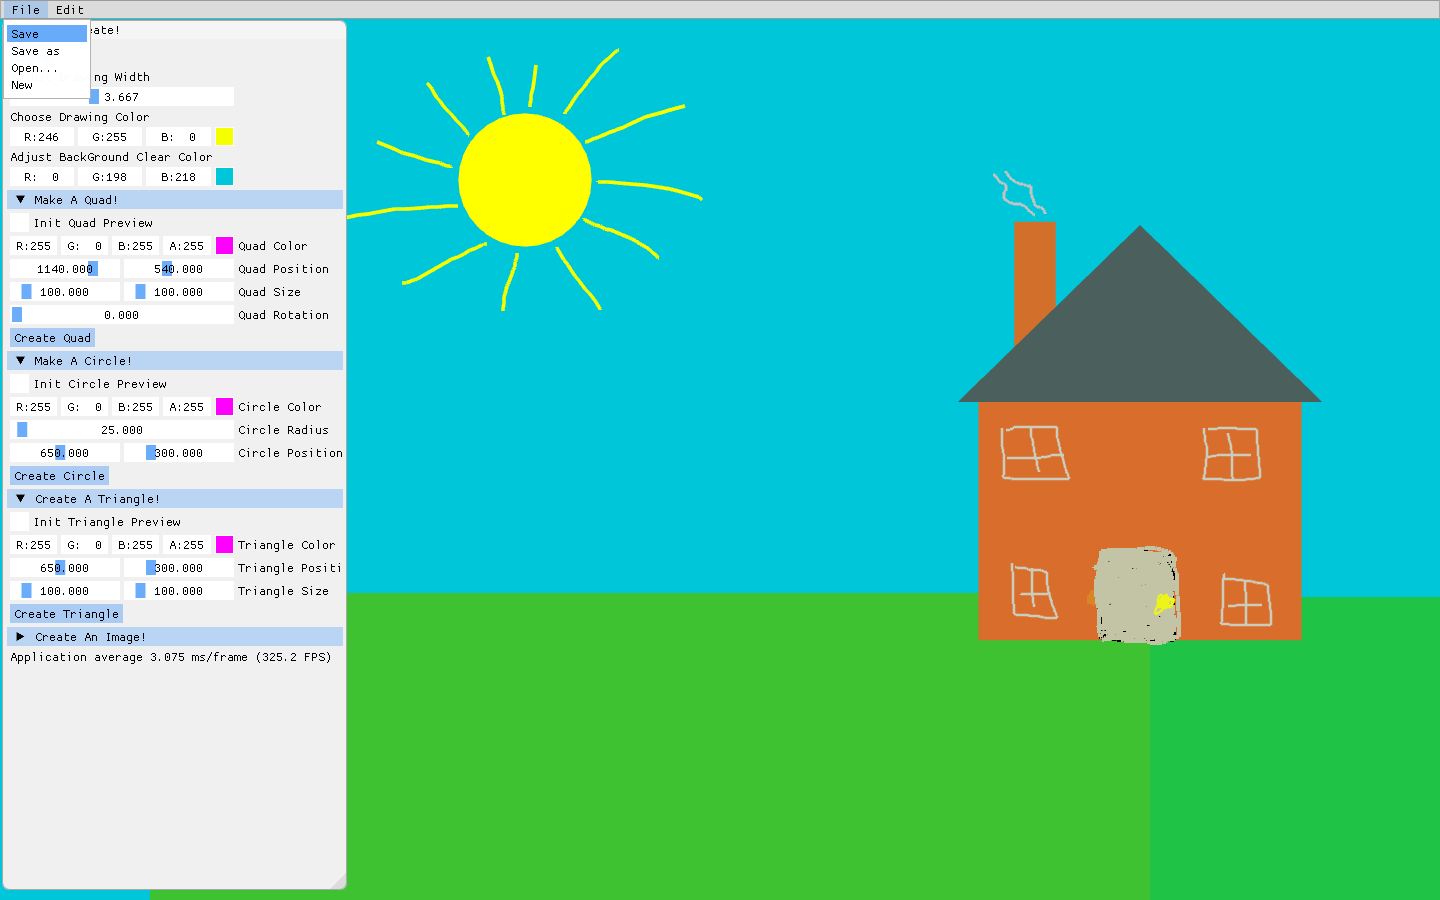 File Edit
Save
Save as
Open...
New
eate!
ng Width
3.667
Choose Drawing Color
R:246 G:255 B: 0
Adjust BackGround Clear Color
R: 0 G:198 B:218
Make A Quad!
Init Quad Preview
R:255 G: 0 B:255 A:255 Quad Color
1140.000 540.000 Quad Position
100.000 100.000 Quad Size
0.000 Quad Rotation
Create Quad
Make A Circle!
Init Circle Preview
R:255 G: 0 B:255 A:255 Circle Color
25.000 Circle Radius
650.000 300.000 Circle Position
Create Circle
Create A Triangle!
Init Triangle Preview
R:255 G: 0 B:255 A:255 Triangle Color
650.000 300.000 Triangle Positi
100.000 100.000 Triangle Size
Create Triangle
Create An Image!
Application average 3.075 ms/frame (325.2 FPS)